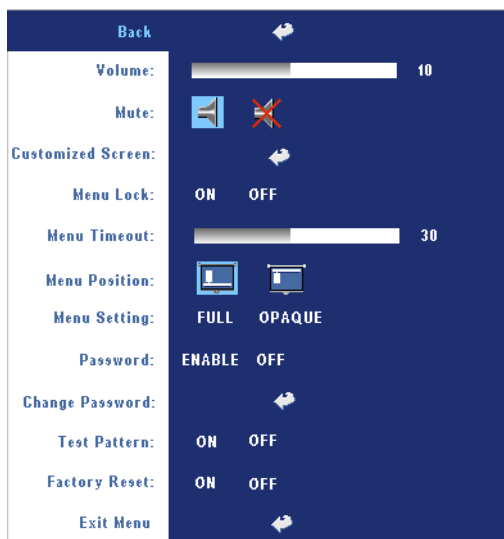 Back
Volume: 10
Mute:
Customized Screen:
Menu Lock: ON OFF
Menu Timeout: 30
Menu Position:
Menu Setting: FULL OPAQUE
Password: ENABLE OFF
Change Password:
Test Pattern: ON OFF
Factory Reset: ON OFF
Exit Menu